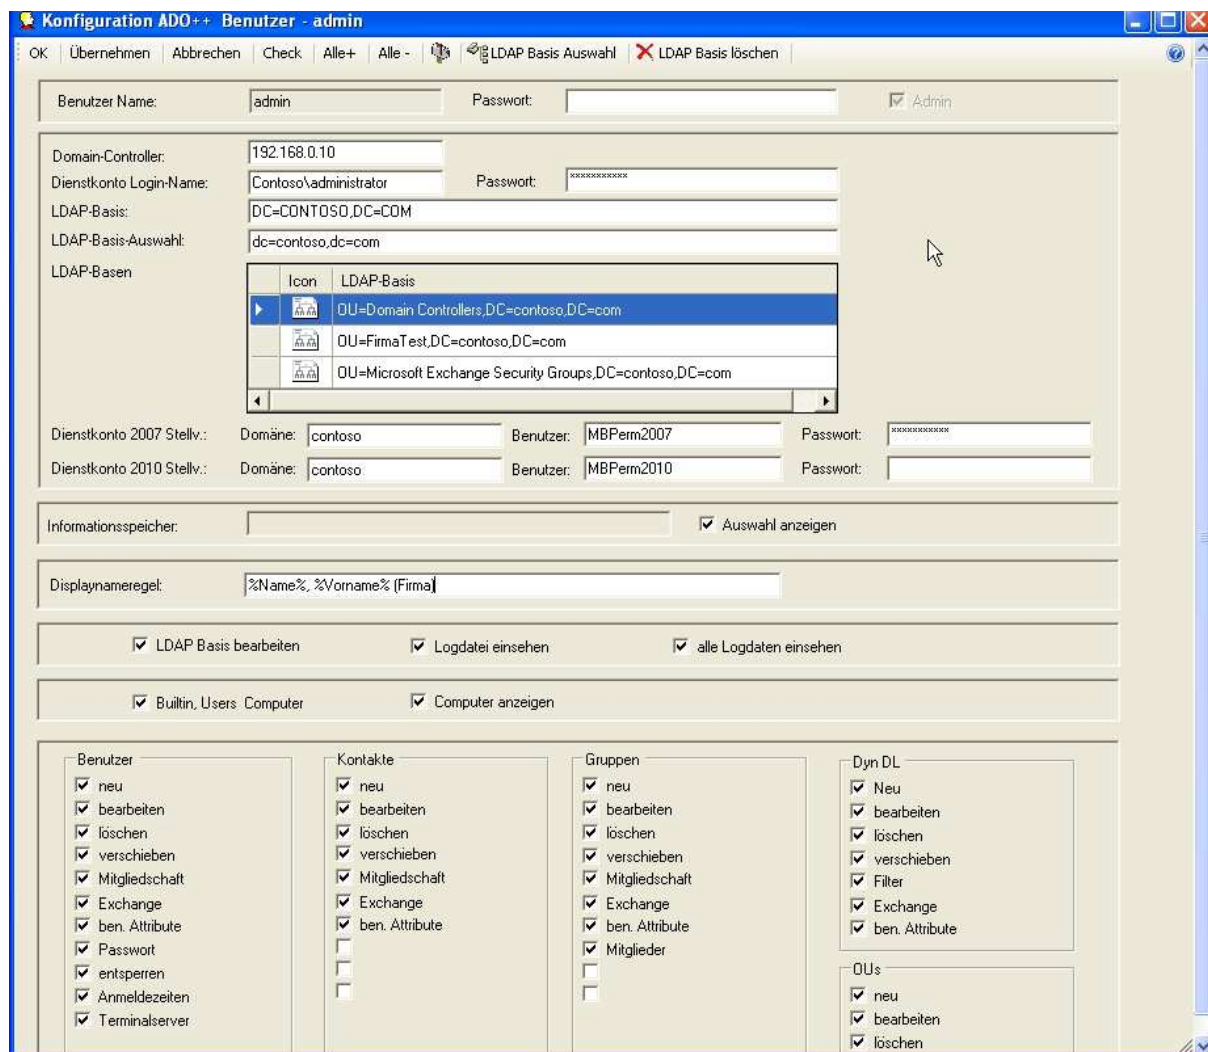 Konfiguration ADO++ Benutzer - admin
OK Übernehmen Abbrechen Check Alle+ Alle - LDAP Basis Auswahl LDAP Basis löschen
Benutzer Name: admin Passwort: Admin
Domain-Controller: 192.168.0.10
Dienstkonto Login-Name: Contoso\administrator Passwort: ***********
LDAP-Basis: DC=CONTOSO,DC=COM
LDAP-Basis-Auswahl: dc=contoso,dc=com
LDAP-Basen
Icon LDAP-Basis
OU=Domain Controllers,DC=contoso,DC=com
OU=FirmaTest,DC=contoso,DC=com
OU=Microsoft Exchange Security Groups,DC=contoso,DC=com
Dienstkonto 2007 Stellv.: Domäne: contoso Benutzer: MBPerm2007 Passwort: ***********
Dienstkonto 2010 Stellv.: Domäne: contoso Benutzer: MBPerm2010 Passwort:
Informationsspeicher: Auswahl anzeigen
Displaynameregel: %Name%, %Vorname% (Firma)
LDAP Basis bearbeiten Logdatei einsehen alle Logdaten einsehen
Builtin, Users Computer Computer anzeigen
Benutzer
neu
bearbeiten
löschen
verschieben
Mitgliedschaft
Exchange
ben. Attribute
Passwort
entsperren
Anmeldezeiten
Terminalserver
Kontakte
neu
bearbeiten
löschen
verschieben
Mitgliedschaft
Exchange
ben. Attribute
Gruppen
neu
bearbeiten
löschen
verschieben
Mitgliedschaft
Exchange
ben. Attribute
Mitglieder
Dyn DL
Neu
bearbeiten
löschen
verschieben
Filter
Exchange
ben. Attribute
OUs
neu
bearbeiten
löschen